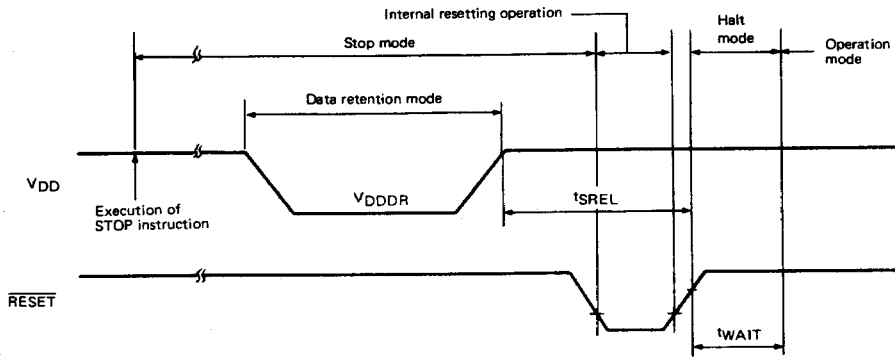 Internal resetting operation
Halt
mode
Stop mode
Operation
mode
Data retention mode
VDD
VDDDR
tSREL
Execution of
STOP instruction
RESET
tWAIT